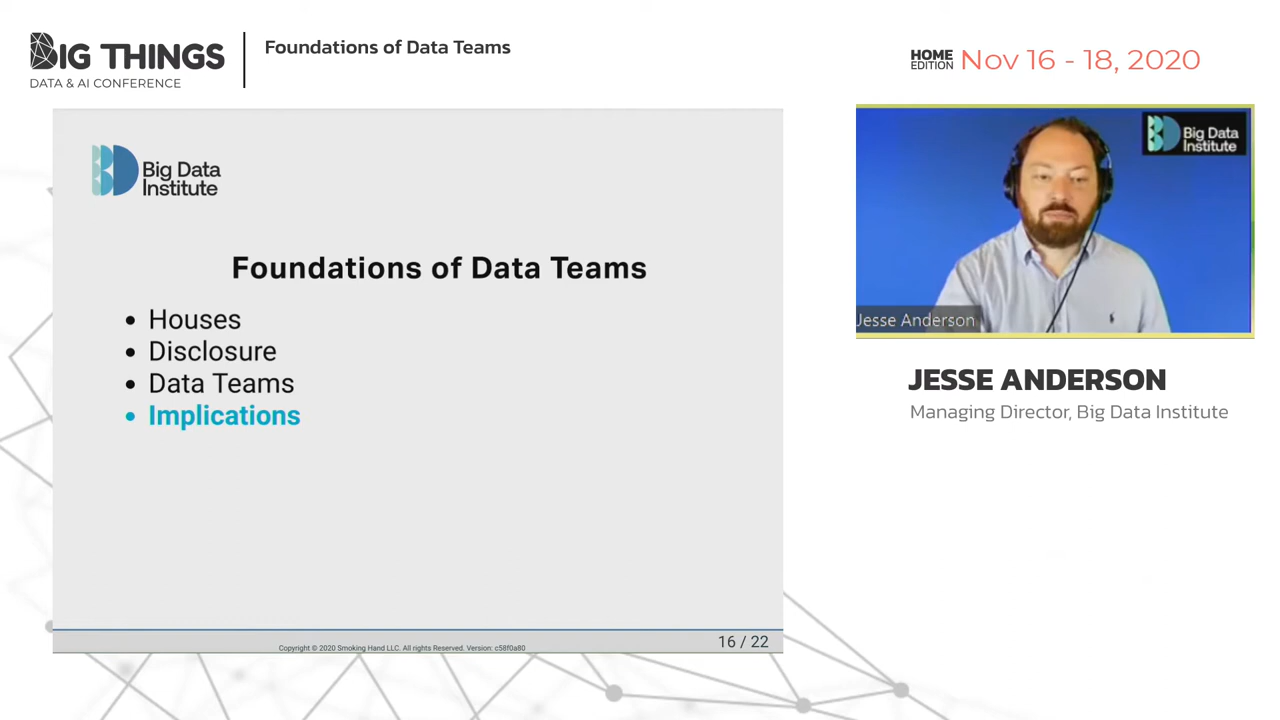 BIG THINGS
DATA & AI CONFERENCE
Foundations of Data Teams
HOME
EDITION
Nov 16 - 18, 2020
Big Data
Institute
Foundations of Data Teams
• Houses
• Disclosure
• Data Teams
• Implications
Copyright © 2020 Smoking Hand LLC. All rights Reserved. Version: c58f0a80
16 / 22
Big Data
Institute
Jesse Anderson
JESSE ANDERSON
Managing Director, Big Data Institute